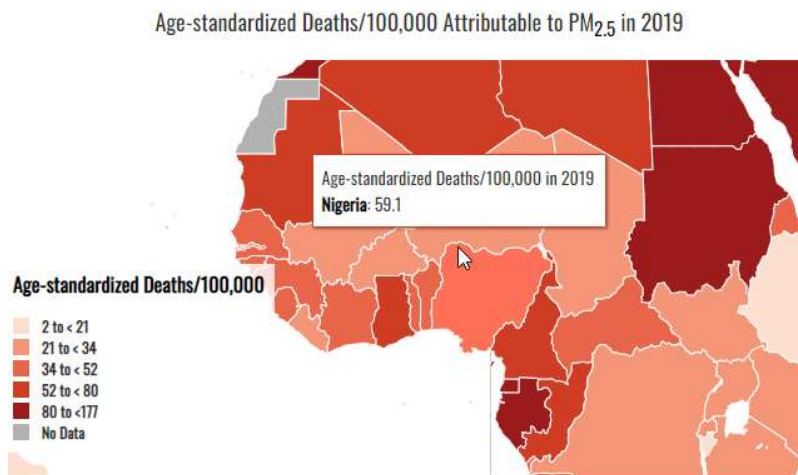 Age-standardized Deaths/100,000 Attributable to PM2.5 in 2019
Age-standardized Deaths/100,000 in 2019
Nigeria: 59.1
Age-standardized Deaths/100,000
2 to < 21
21 to < 34
34 to < 52
52 to < 80
80 to <177
No Data